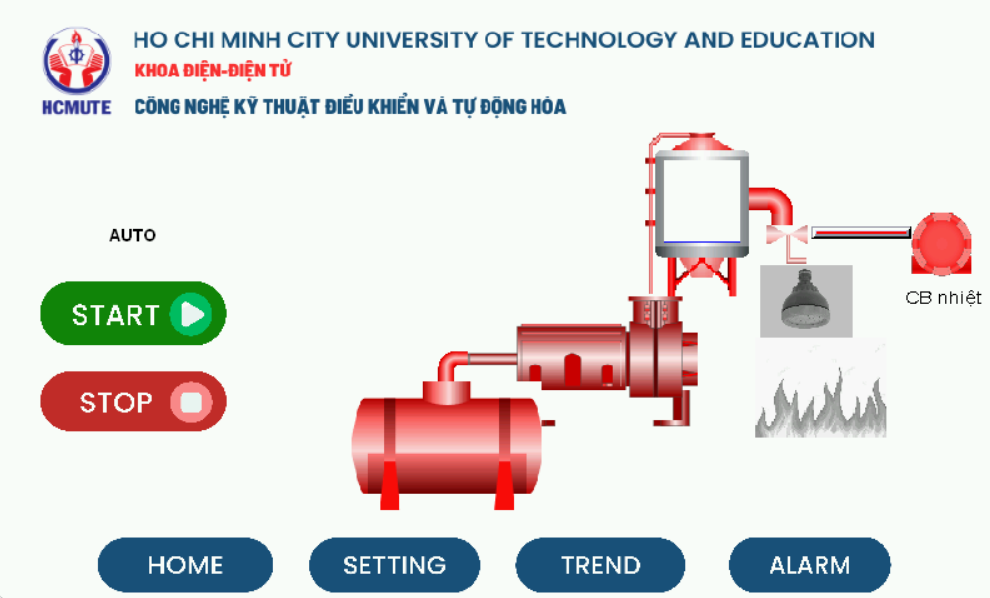 HO CHI MINH CITY UNIVERSITY OF TECHNOLOGY AND EDUCATION
KHOA ĐIỆN-ĐIỆN TỬ
HCMUTE
CÔNG NGHỆ KỸ THUẬT ĐIỀU KHIỂN VÀ TỰ ĐỘNG HÓA
AUTO
START
CB nhiệt
STOP
HOME
SETTING
TREND
ALARM